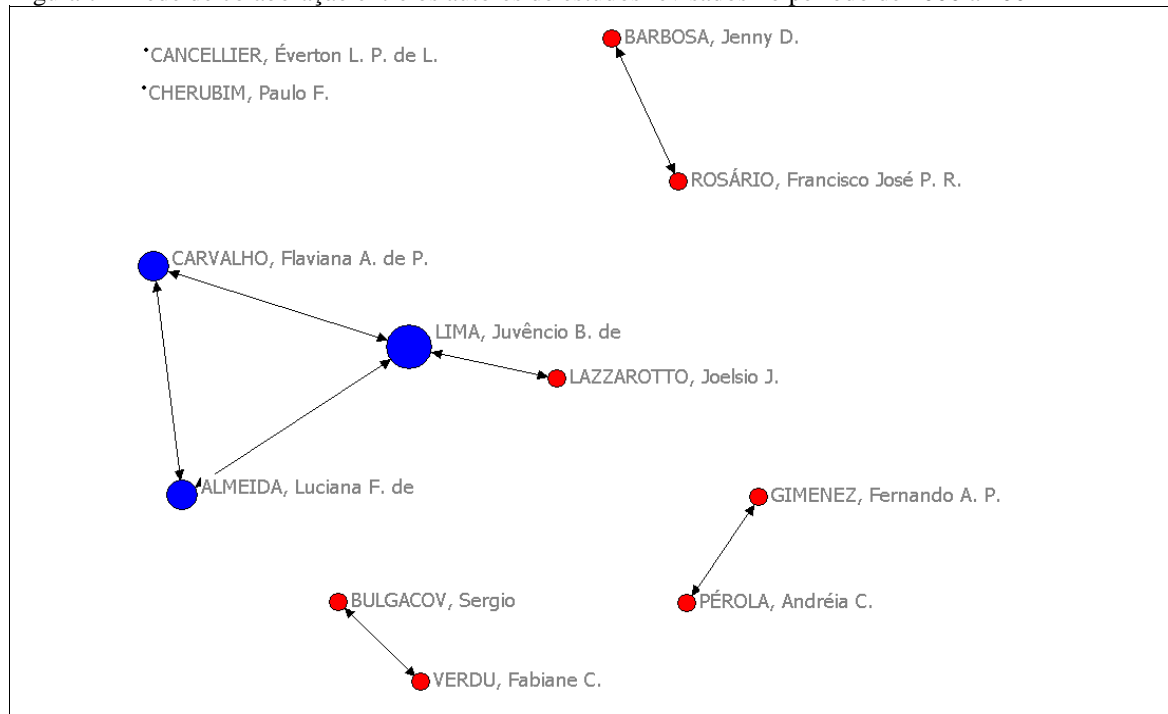 CANCELLIER, Éverton L. P. de L.
BARBOSA, Jenny D.
CHERUBIM, Paulo F.
ROSÁRIO, Francisco José P. R.
CARVALHO, Flaviana A. de P.
LIMA, Juvêncio B. de
LAZZAROTTO, Joelsio J.
ALMEIDA, Luciana F. de
GIMENEZ, Fernando A. P.
BULGACOV, Sergio
PÉROLA, Andréia C.
VERDU, Fabiane C.